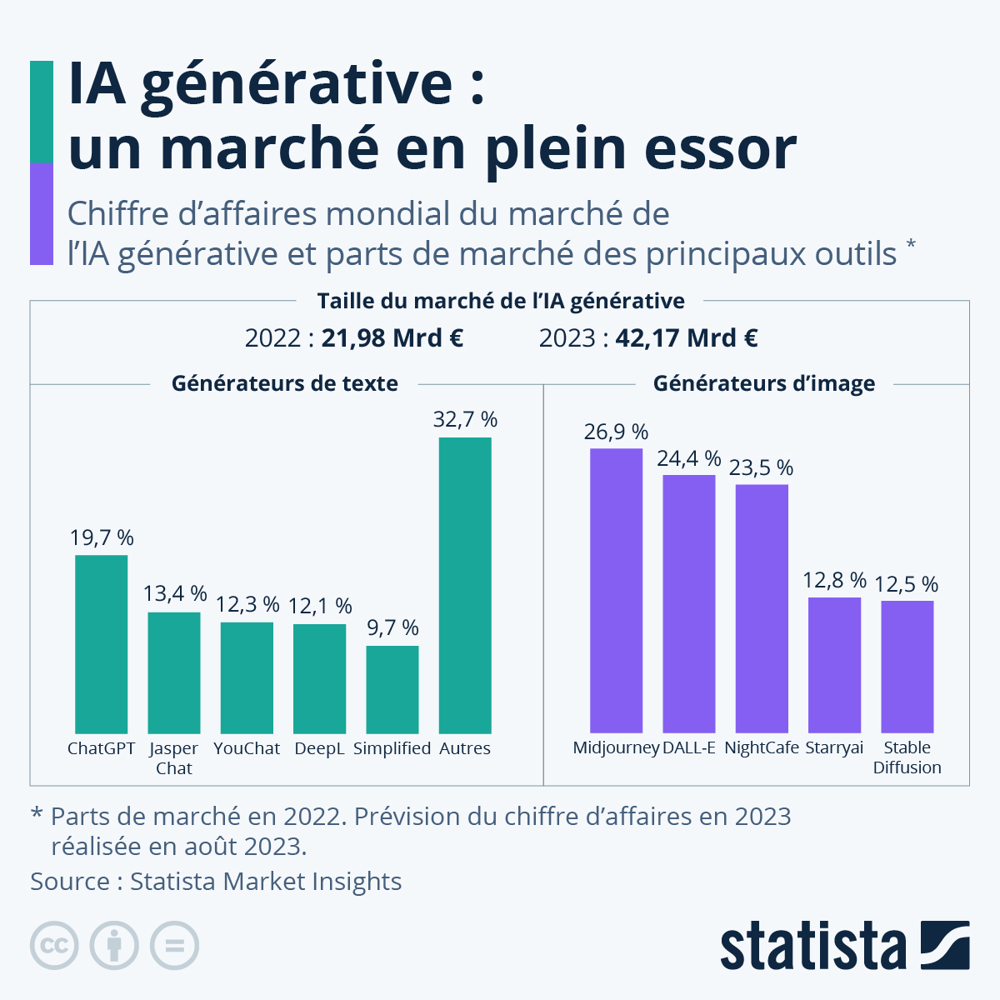 IA générative :
un marché en plein essor
Chiffre d’affaires mondial du marché de
l’IA générative et parts de marché des principaux outils *
Taille du marché de l’IA générative
2022 : 21,98 Mrd € 2023 : 42,17 Mrd €
Générateurs de texte
32,7 %
19,7 %
13,4 % 12,3 % 12,1 %
9,7 %
ChatGPT Jasper Chat YouChat DeepL Simplified Autres
Générateurs d’image
26,9 %
24,4 % 23,5 %
12,8 % 12,5 %
Midjourney DALL-E NightCafe Starryai Stable Diffusion
* Parts de marché en 2022. Prévision du chiffre d’affaires en 2023
réalisée en août 2023.
Source : Statista Market Insights
cc
statista